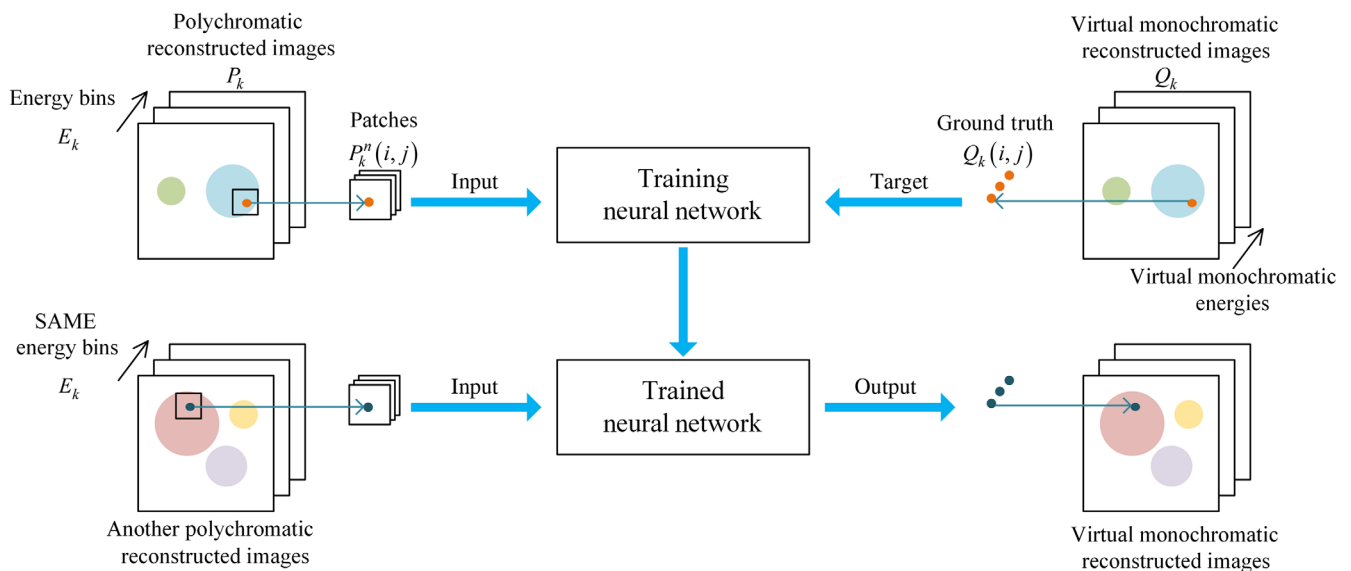 Polychromatic
reconstructed images
P_k
Energy bins
E_k
Patches
P_k^n(i, j)
Input
Training
neural network
Target
Ground truth
Q_k(i, j)
Virtual monochromatic
reconstructed images
Q_k
Virtual monochromatic
energies
SAME
energy bins
E_k
Input
Trained
neural network
Output
Another polychromatic
reconstructed images
Virtual monochromatic
reconstructed images